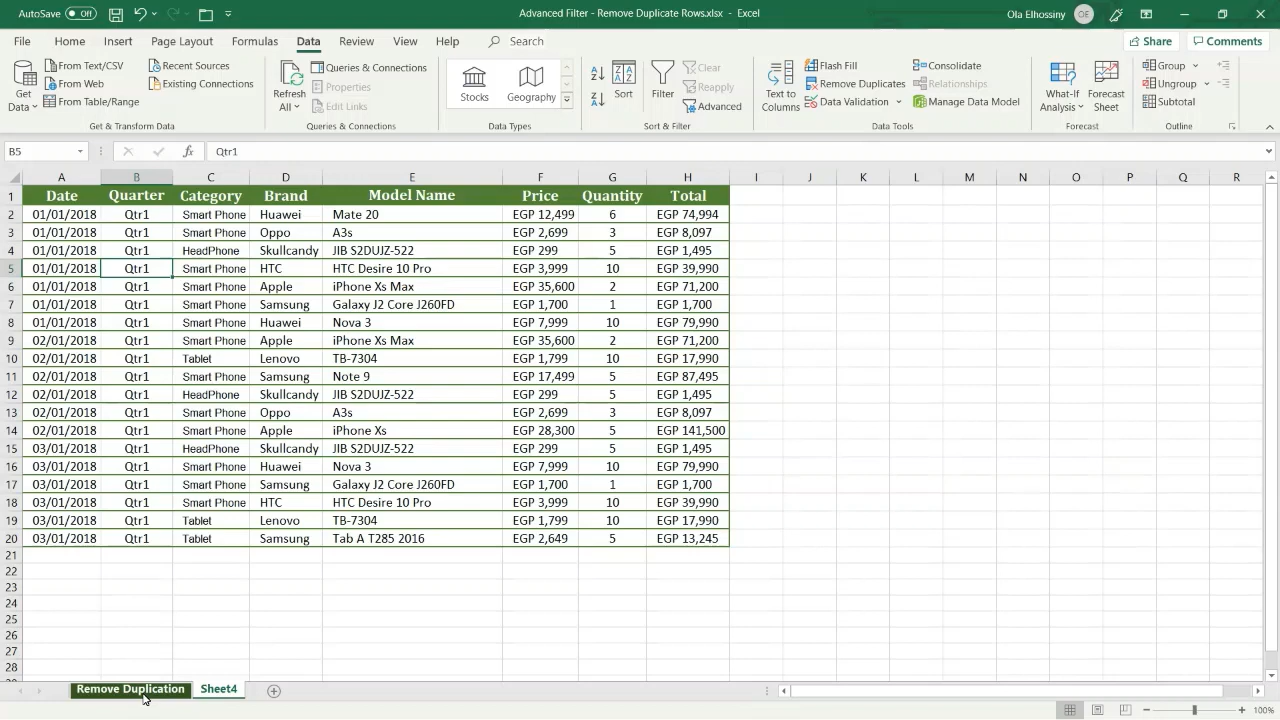 AutoSave Off
Advanced Filter - Remove Duplicate Rows.xlsx - Excel
Ola Elhossiny OE
File Home Insert Page Layout Formulas Data Review View Help Search Share Comments
Get Data
From Text/CSV
From Web
From Table/Range
Recent Sources
Existing Connections
Get & Transform Data
Refresh All
Queries & Connections
Properties
Edit Links
Queries & Connections
Stocks
Geography
Data Types
Sort
Filter
Clear
Reapply
Advanced
Sort & Filter
Text to Columns
Flash Fill
Remove Duplicates
Data Validation
Consolidate
Relationships
Manage Data Model
Data Tools
What-If Analysis
Forecast Sheet
Forecast
Group
Ungroup
Subtotal
Outline
B5 fx Qtr1
A B C D E F G H I J K L M N O P Q R
1 Date Quarter Category Brand Model Name Price Quantity Total
2 01/01/2018 Qtr1 Smart Phone Huawei Mate 20 EGP 12,499 6 EGP 74,994
3 01/01/2018 Qtr1 Smart Phone Oppo A3s EGP 2,699 3 EGP 8,097
4 01/01/2018 Qtr1 HeadPhone Skullcandy JIB S2DUJZ-522 EGP 299 5 EGP 1,495
5 01/01/2018 Qtr1 Smart Phone HTC HTC Desire 10 Pro EGP 3,999 10 EGP 39,990
6 01/01/2018 Qtr1 Smart Phone Apple iPhone Xs Max EGP 35,600 2 EGP 71,200
7 01/01/2018 Qtr1 Smart Phone Samsung Galaxy J2 Core J260FD EGP 1,700 1 EGP 1,700
8 01/01/2018 Qtr1 Smart Phone Huawei Nova 3 EGP 7,999 10 EGP 79,990
9 02/01/2018 Qtr1 Smart Phone Apple iPhone Xs Max EGP 35,600 2 EGP 71,200
10 02/01/2018 Qtr1 Tablet Lenovo TB-7304 EGP 1,799 10 EGP 17,990
11 02/01/2018 Qtr1 Smart Phone Samsung Note 9 EGP 17,499 5 EGP 87,495
12 02/01/2018 Qtr1 HeadPhone Skullcandy JIB S2DUJZ-522 EGP 299 5 EGP 1,495
13 02/01/2018 Qtr1 Smart Phone Oppo A3s EGP 2,699 3 EGP 8,097
14 02/01/2018 Qtr1 Smart Phone Apple iPhone Xs EGP 28,300 5 EGP 141,500
15 03/01/2018 Qtr1 HeadPhone Skullcandy JIB S2DUJZ-522 EGP 299 5 EGP 1,495
16 03/01/2018 Qtr1 Smart Phone Huawei Nova 3 EGP 7,999 10 EGP 79,990
17 03/01/2018 Qtr1 Smart Phone Samsung Galaxy J2 Core J260FD EGP 1,700 1 EGP 1,700
18 03/01/2018 Qtr1 Smart Phone HTC HTC Desire 10 Pro EGP 3,999 10 EGP 39,990
19 03/01/2018 Qtr1 Tablet Lenovo TB-7304 EGP 1,799 10 EGP 17,990
20 03/01/2018 Qtr1 Tablet Samsung Tab A T285 2016 EGP 2,649 5 EGP 13,245
21
22
23
24
25
26
27
28
Remove Duplication Sheet4
100%